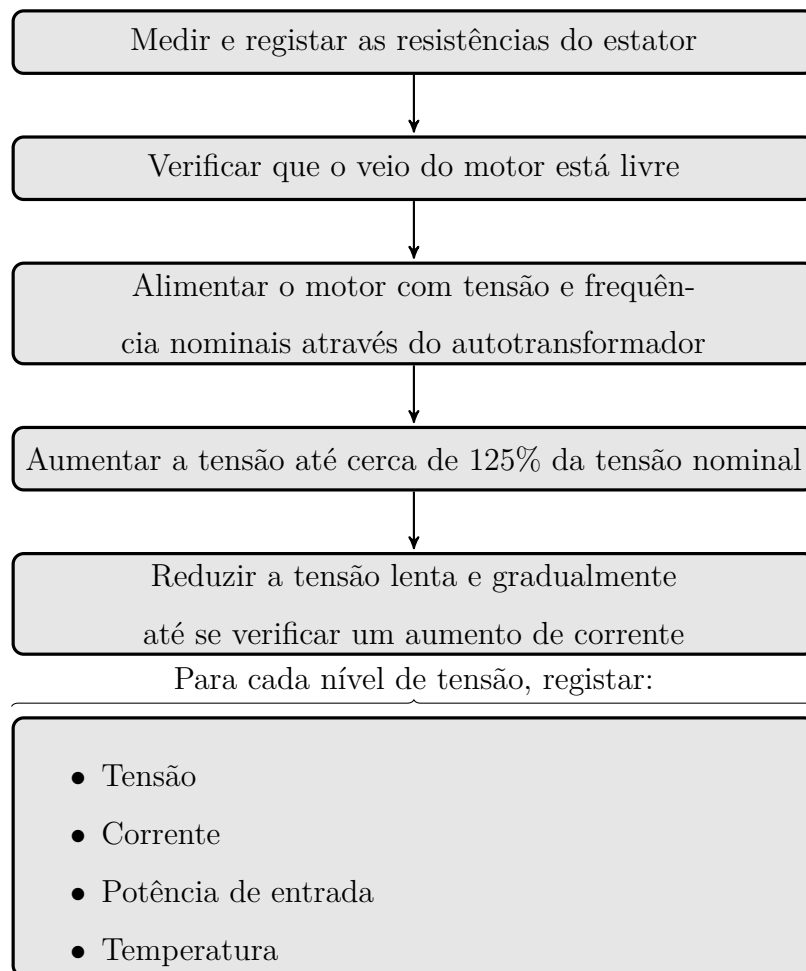 Medir e registar as resistências do estator
Verificar que o veio do motor está livre
Alimentar o motor com tensão e frequên-
cia nominais através do autotransformador
Aumentar a tensão até cerca de 125% da tensão nominal
Reduzir a tensão lenta e gradualmente
até se verificar um aumento de corrente
Para cada nível de tensão, registar:
• Tensão
• Corrente
• Potência de entrada
• Temperatura